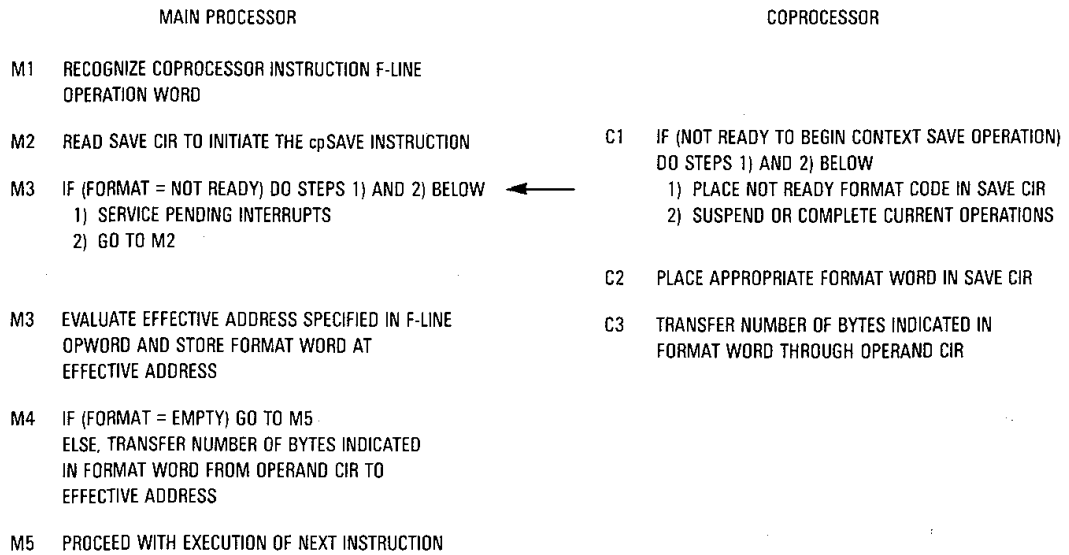 MAIN PROCESSOR
M1 RECOGNIZE COPROCESSOR INSTRUCTION F-LINE
OPERATION WORD
M2 READ SAVE CIR TO INITIATE THE cpSAVE INSTRUCTION
M3 IF (FORMAT = NOT READY) DO STEPS 1) AND 2) BELOW
1) SERVICE PENDING INTERRUPTS
2) GO TO M2
M3 EVALUATE EFFECTIVE ADDRESS SPECIFIED IN F-LINE
OPWORD AND STORE FORMAT WORD AT
EFFECTIVE ADDRESS
M4 IF (FORMAT = EMPTY) GO TO M5
ELSE, TRANSFER NUMBER OF BYTES INDICATED
IN FORMAT WORD FROM OPERAND CIR TO
EFFECTIVE ADDRESS
M5 PROCEED WITH EXECUTION OF NEXT INSTRUCTION
COPROCESSOR
C1 IF (NOT READY TO BEGIN CONTEXT SAVE OPERATION)
DO STEPS 1) AND 2) BELOW
1) PLACE NOT READY FORMAT CODE IN SAVE CIR
2) SUSPEND OR COMPLETE CURRENT OPERATIONS
C2 PLACE APPROPRIATE FORMAT WORD IN SAVE CIR
C3 TRANSFER NUMBER OF BYTES INDICATED IN
FORMAT WORD THROUGH OPERAND CIR